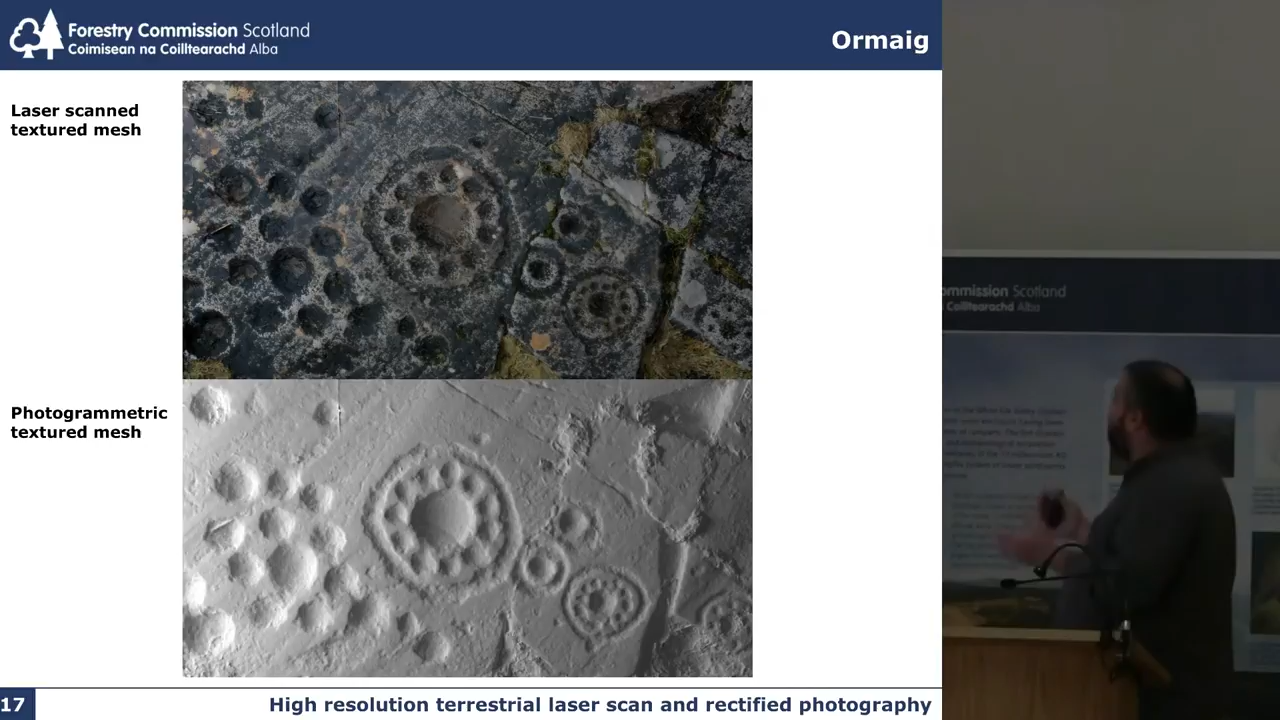 Forestry Commission Scotland
Coimisean na Coilltearachd Alba
Ormaig
Laser scanned
textured mesh
Photogrammetric
textured mesh
17
High resolution terrestrial laser scan and rectified photography
ommission Scotland
Coilltearachd Alba